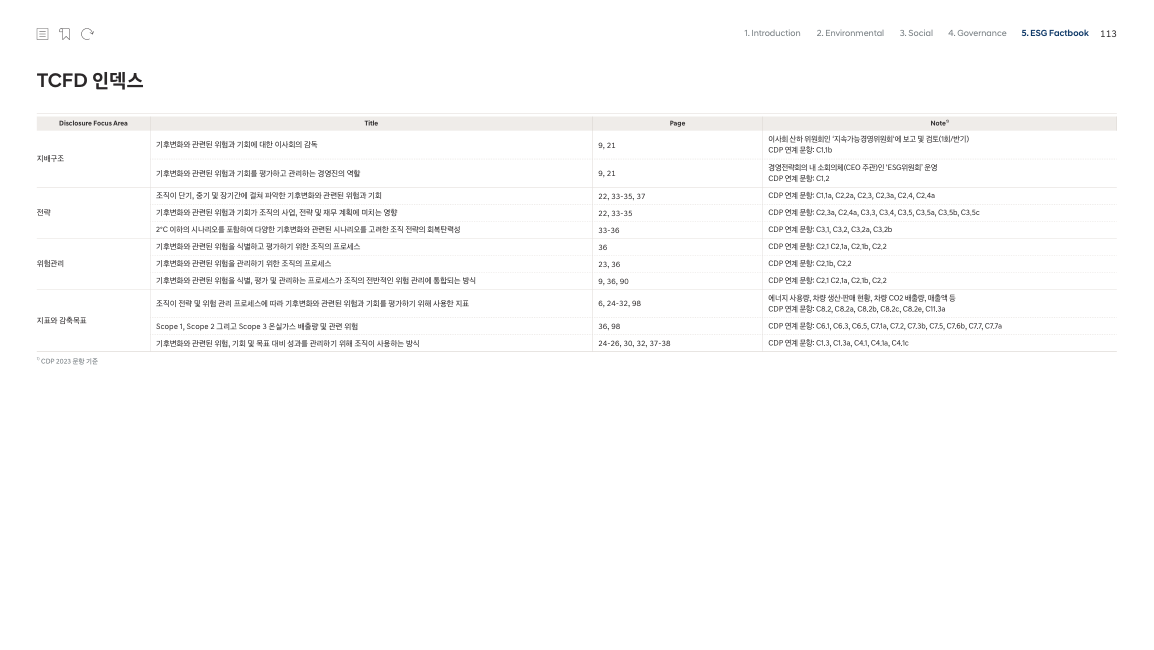 1. Introduction 2. Environmental 3. Social 4. Governance 5. ESG Factbook 113
TCFD 인덱스
Disclosure Focus Area Title Page Note1)
지배구조
기후변화와 관련된 위험과 기회에 대한 이사회의 감독 9, 21
이사회 산하 위원회인 '지속가능경영위원회'에 보고 및 검토(1회/반기)
CDP 연계 문항: C1.1b
기후변화와 관련된 위험과 기회를 평가하고 관리하는 경영진의 역할 9, 21
경영전략회의 내 소회의체(CEO 주관)인 'ESG위원회' 운영
CDP 연계 문항: C1.2
전략
조직이 단기, 중기 및 장기간에 걸쳐 파악한 기후변화와 관련된 위험과 기회 22, 33-35, 37 CDP 연계 문항: C1.1a, C2.2a, C2.3, C2.3a, C2.4, C2.4a
기후변화와 관련된 위험과 기회가 조직의 사업, 전략 및 재무 계획에 미치는 영향 22, 33-35 CDP 연계 문항: C2.3a, C2.4a, C3.3, C3.4, C3.5, C3.5a, C3.5b, C3.5c
2°C 이하의 시나리오를 포함하여 다양한 기후변화와 관련된 시나리오를 고려한 조직 전략의 회복탄력성 33-36 CDP 연계 문항: C3.1, C3.2, C3.2a, C3.2b
위험관리
기후변화와 관련된 위험을 식별하고 평가하기 위한 조직의 프로세스 36 CDP 연계 문항: C2.1 C2.1a, C2.1b, C2.2
기후변화와 관련된 위험을 관리하기 위한 조직의 프로세스 23, 36 CDP 연계 문항: C2.1b, C2.2
기후변화와 관련된 위험을 식별, 평가 및 관리하는 프로세스가 조직의 전반적인 위험 관리에 통합되는 방식 9, 36, 90 CDP 연계 문항: C2.1 C2.1a, C2.1b, C2.2
지표와 감축목표
조직이 전략 및 위험 관리 프로세스에 따라 기후변화와 관련된 위험과 기회를 평가하기 위해 사용한 지표 6, 24-32, 98
에너지 사용량, 차량 생산·판매 현황, 차량 CO2 배출량, 매출액 등
CDP 연계 문항: C8.2, C8.2a, C8.2b, C8.2c, C8.2e, C11.3a
Scope 1, Scope 2 그리고 Scope 3 온실가스 배출량 및 관련 위험 36, 98 CDP 연계 문항: C6.1, C6.3, C6.5, C7.1a, C7.2, C7.3b, C7.5, C7.6b, C7.7, C7.7a
기후변화와 관련된 위험, 기회 및 목표 대비 성과를 관리하기 위해 조직이 사용하는 방식 24-26, 30, 32, 37-38 CDP 연계 문항: C1.3, C1.3a, C4.1, C4.1a, C4.1c
1) CDP 2023 문항 기준